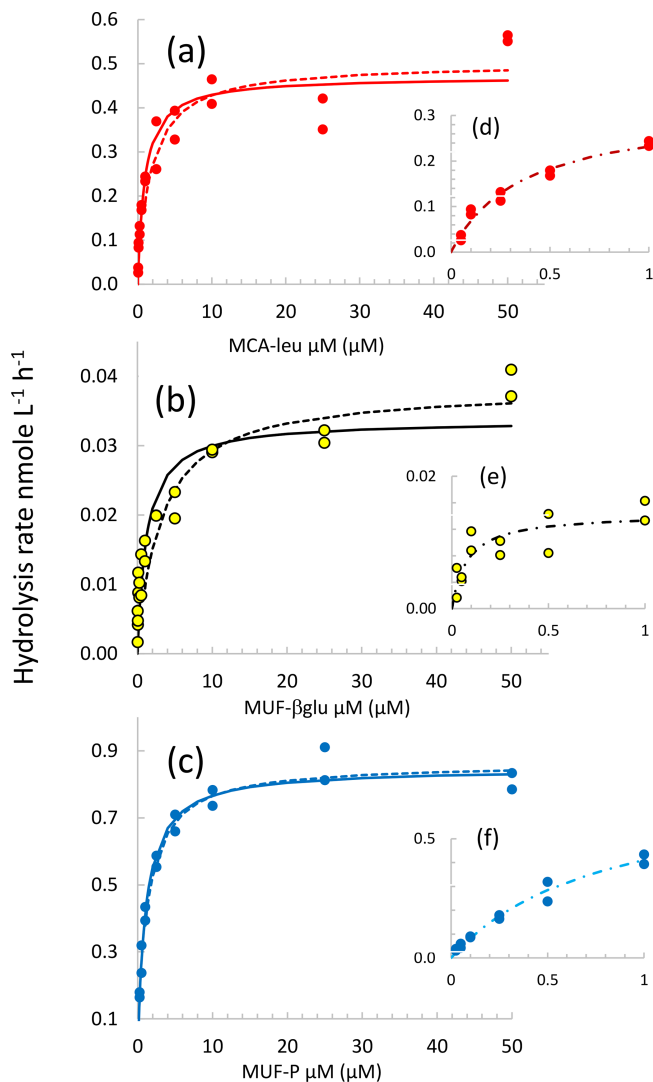 Hydrolysis rate nmole L-1 h-1
(a)
0.6
0.5
0.4
0.3
0.2
0.1
0.0
0 10 20 30 40 50
MCA-leu µM (µM)
(d)
0.3
0.2
0.1
0.0
0 0.5 1
(b)
0.04
0.03
0.02
0.01
0.00
0 10 20 30 40 50
MUF-βglu µM (µM)
(e)
0.02
0.00
0 0.5 1
(c)
0.9
0.7
0.5
0.3
0.1
0 10 20 30 40 50
MUF-P µM (µM)
(f)
0.5
0.0
0 0.5 1